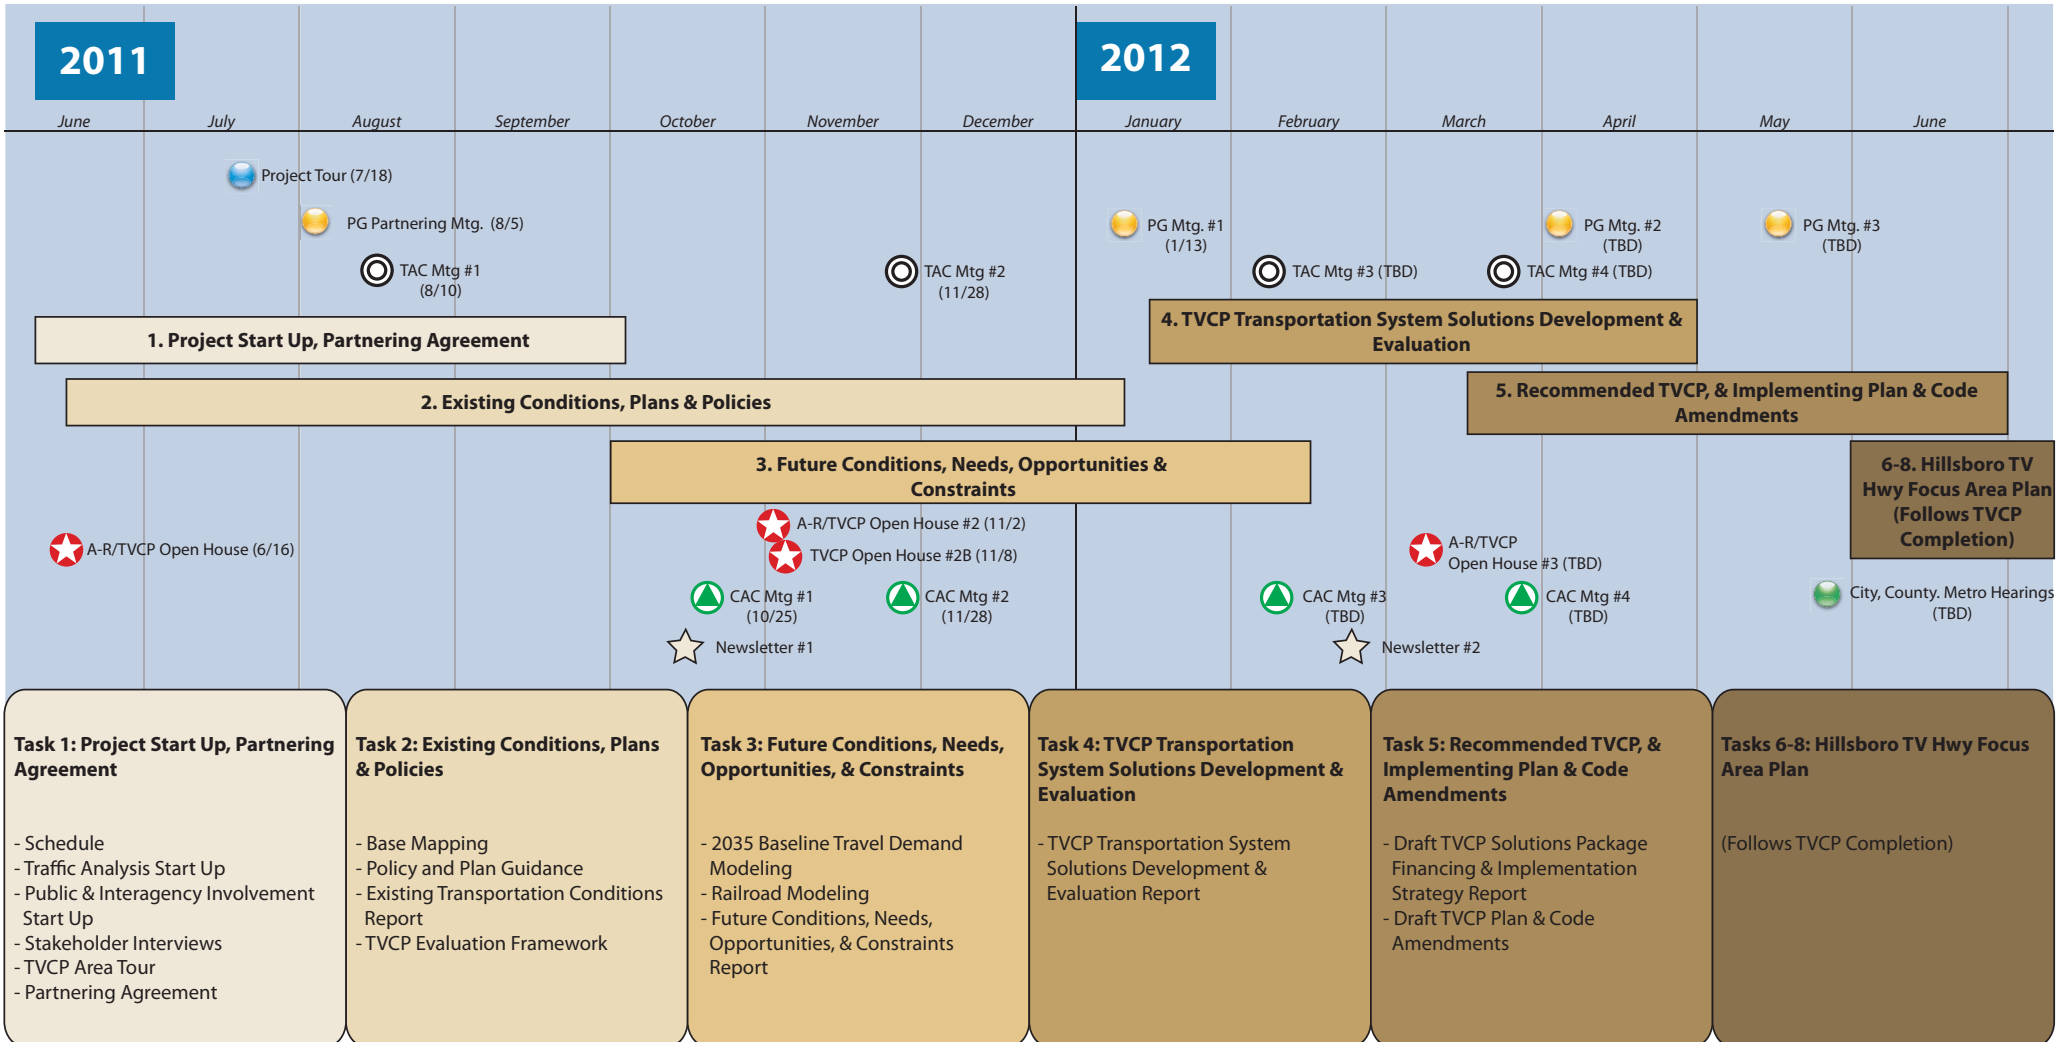 2011
2012
June
July
August
September
October
November
December
January
February
March
April
May
June
Project Tour (7/18)
PG Partnering Mtg. (8/5)
PG Mtg. #1
(1/13)
PG Mtg. #2
(TBD)
PG Mtg. #3
(TBD)
TAC Mtg #1
(8/10)
TAC Mtg #2
(11/28)
TAC Mtg #3 (TBD)
TAC Mtg #4 (TBD)
1. Project Start Up, Partnering Agreement
4. TVCP Transportation System Solutions Development &
Evaluation
2. Existing Conditions, Plans & Policies
5. Recommended TVCP, & Implementing Plan & Code
Amendments
3. Future Conditions, Needs, Opportunities &
Constraints
6-8. Hillsboro TV
Hwy Focus Area Plan
(Follows TVCP
Completion)
A-R/TVCP Open House (6/16)
A-R/TVCP Open House #2 (11/2)
TVCP Open House #2B (11/8)
A-R/TVCP
Open House #3 (TBD)
CAC Mtg #1
(10/25)
CAC Mtg #2
(11/28)
CAC Mtg #3
(TBD)
CAC Mtg #4
(TBD)
City, County. Metro Hearings
(TBD)
Newsletter #1
Newsletter #2
Task 1: Project Start Up, Partnering
Agreement
- Schedule
- Traffic Analysis Start Up
- Public & Interagency Involvement
Start Up
- Stakeholder Interviews
- TVCP Area Tour
- Partnering Agreement
Task 2: Existing Conditions, Plans
& Policies
- Base Mapping
- Policy and Plan Guidance
- Existing Transportation Conditions
Report
- TVCP Evaluation Framework
Task 3: Future Conditions, Needs,
Opportunities, & Constraints
- 2035 Baseline Travel Demand
Modeling
- Railroad Modeling
- Future Conditions, Needs,
Opportunities, & Constraints
Report
Task 4: TVCP Transportation
System Solutions Development &
Evaluation
- TVCP Transportation System
Solutions Development &
Evaluation Report
Task 5: Recommended TVCP, &
Implementing Plan & Code
Amendments
- Draft TVCP Solutions Package
Financing & Implementation
Strategy Report
- Draft TVCP Plan & Code
Amendments
Tasks 6-8: Hillsboro TV Hwy Focus
Area Plan
(Follows TVCP Completion)